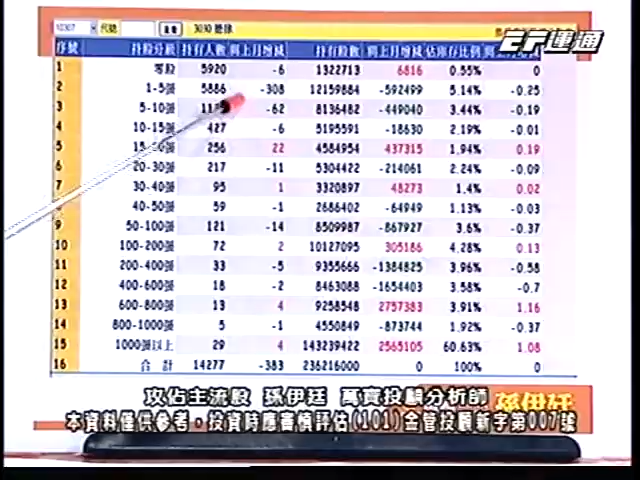 10307 代號 查詢 3030 德律
EF運通
序號 持股分級 持有人數 與上月增減 持有股數 與上月增減 佔庫存比例
1 零股 5920 -6 1322713 6816 0.55% 0
2 1-5張 5886 -308 12159884 -592499 5.14% -0.25
3 5-10張 -62 8136482 -449040 3.44% -0.19
4 10-15張 427 -6 5195591 -18630 2.19% -0.01
5 256 22 4584954 437315 1.94% 0.19
6 20-30張 217 -11 5304422 -214061 2.24% -0.09
7 30-40張 95 1 3320897 48273 1.4% 0.02
8 40-50張 59 -1 2686402 -64949 1.13% -0.03
9 50-100張 121 -14 8509987 -867927 3.6% -0.37
10 100-200張 72 2 10127095 305186 4.28% 0.13
11 200-400張 33 -5 9355666 -1384825 3.96% -0.58
12 400-600張 18 -2 8463088 -1654403 3.58% -0.7
13 600-800張 13 4 9258548 2757383 3.91% 1.16
14 800-1000張 5 -1 4550849 -873744 1.92% -0.37
15 1000張以上 29 4 143239422 2565105 60.63% 1.08
16 合 計 14277 -383 236216000 0 100% 0
攻佔主流股 孫伊廷 萬寶投顧分析師
孫伊廷
本資料僅供參考，投資時應審慎評估(101)金管投顧新字第007號